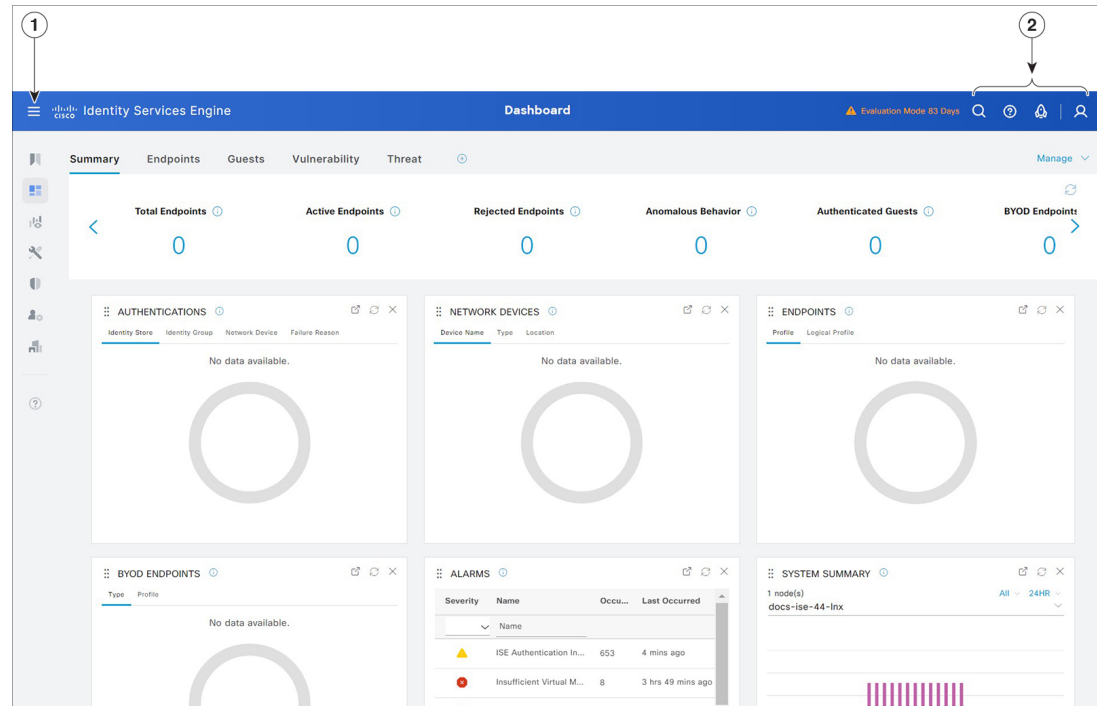 1
2
cisco Identity Services Engine
Dashboard
Evaluation Mode 83 Days
Summary Endpoints Guests Vulnerability Threat
Manage
Total Endpoints Active Endpoints Rejected Endpoints Anomalous Behavior Authenticated Guests BYOD Endpoints
0 0 0 0 0 0
AUTHENTICATIONS
Identity Store Identity Group Network Device Failure Reason
No data available.
NETWORK DEVICES
Device Name Type Location
No data available.
ENDPOINTS
Profile Logical Profile
No data available.
BYOD ENDPOINTS
Type Profile
No data available.
ALARMS
Severity Name Occu... Last Occurred
Name
ISE Authentication In... 653 4 mins ago
Insufficient Virtual M... 8 3 hrs 49 mins ago
SYSTEM SUMMARY
1 node(s) All 24HR
docs-ise-44-lnx